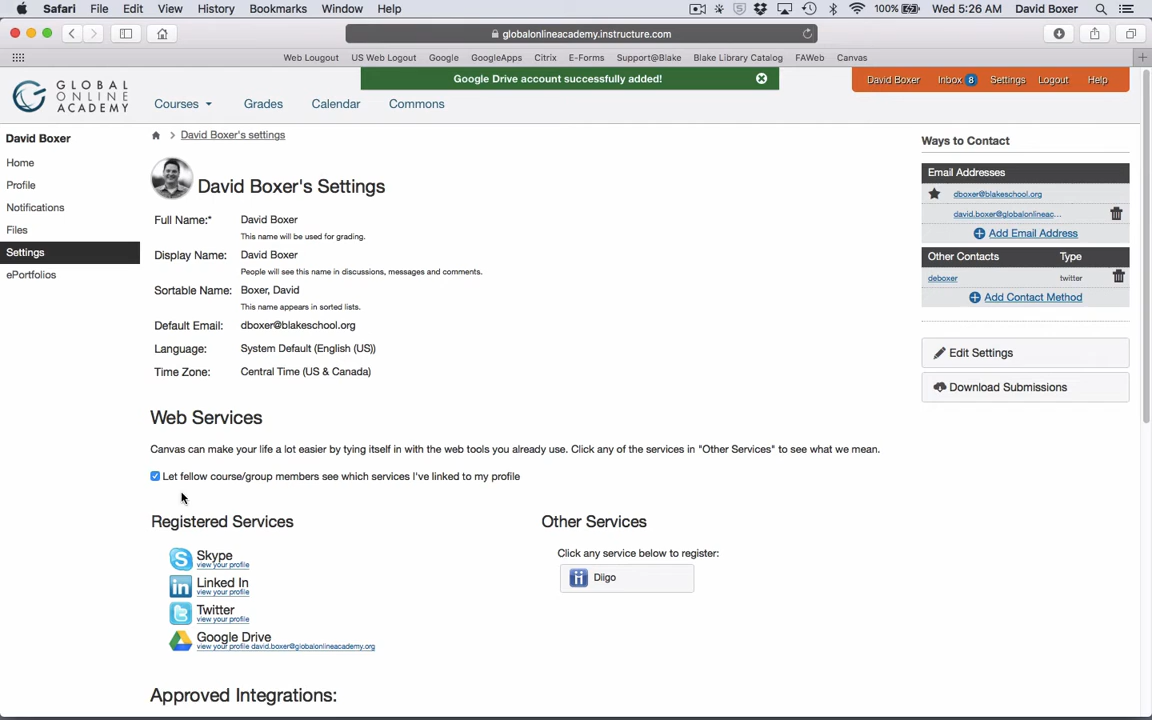 Safari File Edit View History Bookmarks Window Help 100% Wed 5:26 AM David Boxer
globalonlineacademy.instructure.com
Web Lougout US Web Logout Google GoogleApps Citrix E-Forms Support@Blake Blake Library Catalog FAWeb Canvas
Google Drive account successfully added!
David Boxer Inbox 8 Settings Logout Help
GLOBAL
ONLINE
ACADEMY
Courses Grades Calendar Commons
David Boxer
Home
Profile
Notifications
Files
Settings
ePortfolios
David Boxer's settings
David Boxer's Settings
Full Name:* David Boxer
This name will be used for grading.
Display Name: David Boxer
People will see this name in discussions, messages and comments.
Sortable Name: Boxer, David
This name appears in sorted lists.
Default Email: dboxer@blakeschool.org
Language: System Default (English (US))
Time Zone: Central Time (US & Canada)
Web Services
Canvas can make your life a lot easier by tying itself in with the web tools you already use. Click any of the services in "Other Services" to see what we mean.
Let fellow course/group members see which services I've linked to my profile
Registered Services
Skype
view your profile
Linked In
view your profile
Twitter
view your profile
Google Drive
view your profile david.boxer@globalonlineacademy.org
Other Services
Click any service below to register:
Diigo
Approved Integrations:
Ways to Contact
Email Addresses
dboxer@blakeschool.org
david.boxer@globalonlineac...
Add Email Address
Other Contacts Type
deboxer twitter
Add Contact Method
Edit Settings
Download Submissions